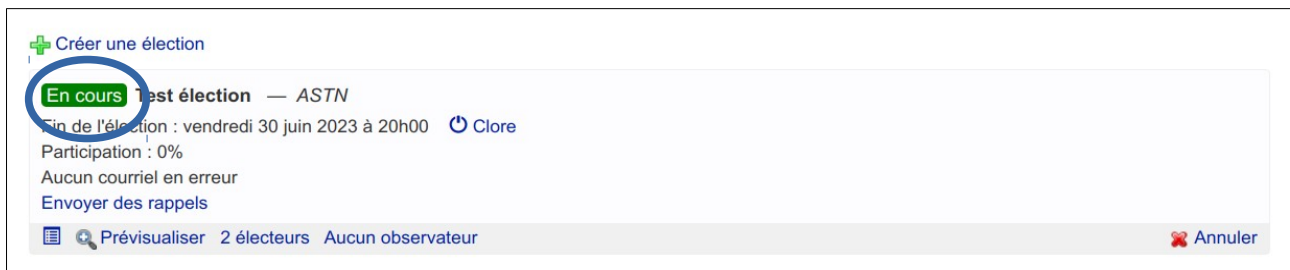 Créer une élection
En cours Test élection — ASTN
Fin de l'élection : vendredi 30 juin 2023 à 20h00 Clore
Participation : 0%
Aucun courriel en erreur
Envoyer des rappels
Prévisualiser 2 électeurs Aucun observateur Annuler